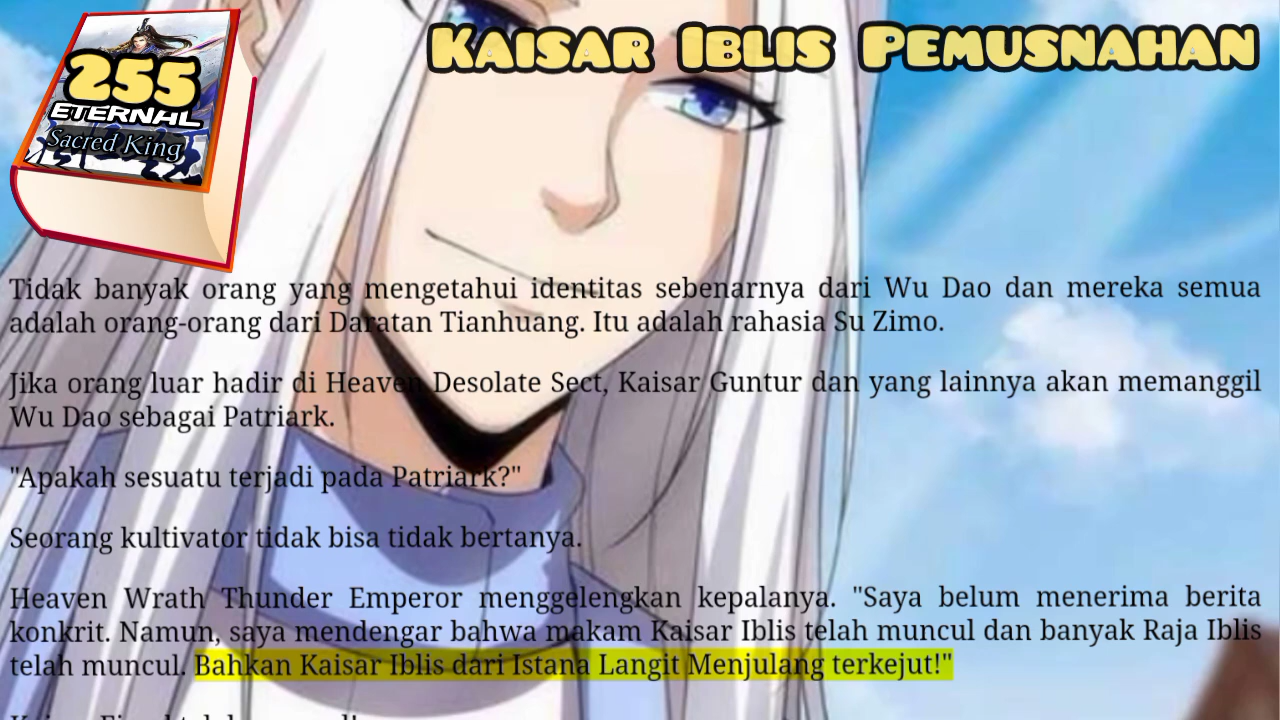 Kaisar Iblis Pemusnahan
255
ETERNAL
Sacred King
Tidak banyak orang yang mengetahui identitas sebenarnya dari Wu Dao dan mereka semua
adalah orang-orang dari Daratan Tianhuang. Itu adalah rahasia Su Zimo.
Jika orang luar hadir di Heaven Desolate Sect, Kaisar Guntur dan yang lainnya akan memanggil
Wu Dao sebagai Patriark.
"Apakah sesuatu terjadi pada Patriark?"
Seorang kultivator tidak bisa tidak bertanya.
Heaven Wrath Thunder Emperor menggelengkan kepalanya. "Saya belum menerima berita
konkrit. Namun, saya mendengar bahwa makam Kaisar Iblis telah muncul dan banyak Raja Iblis
telah muncul. Bahkan Kaisar Iblis dari Istana Langit Menjulang terkejut!"